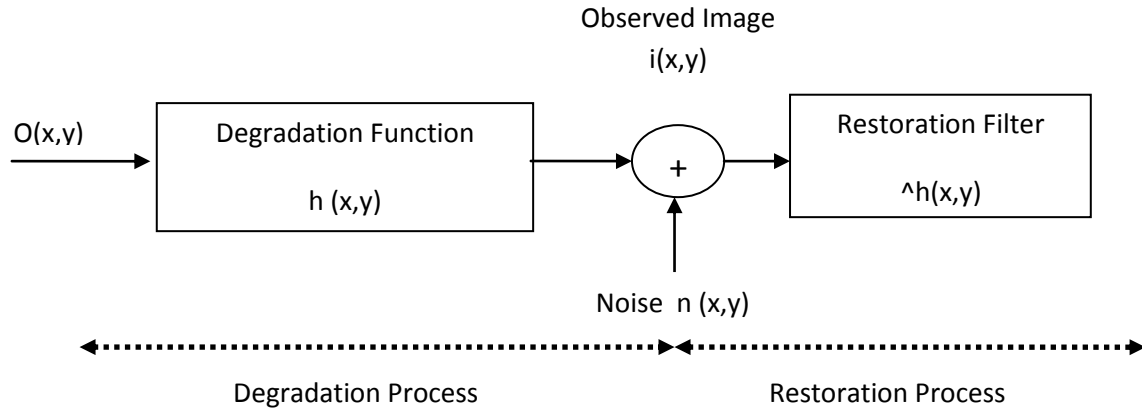 Observed Image
i(x,y)
O(x,y)
Degradation Function
h (x,y)
+
Restoration Filter
^h(x,y)
Noise n (x,y)
Degradation Process
Restoration Process